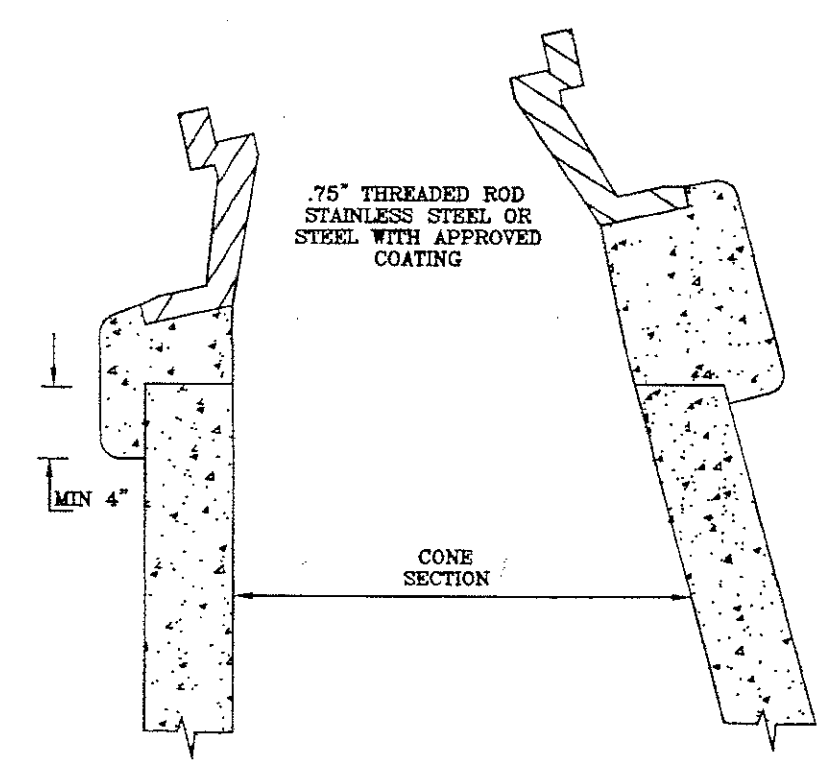 .75" THREADED ROD
STAINLESS STEEL OR
STEEL WITH APPROVED
COATING
MIN 4"
CONE
SECTION